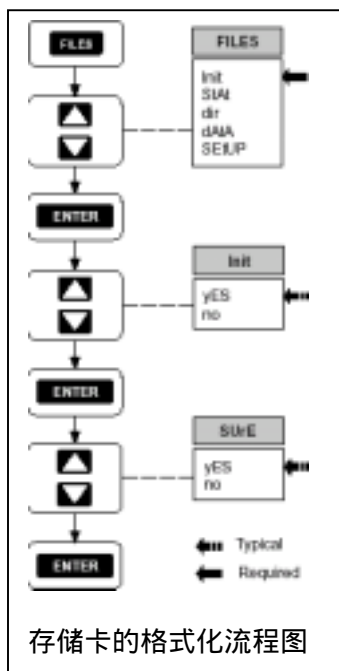 FILES
FILES
Init
StAt
dir
dAtA
SEtUP
ENTER
Init
yES
no
ENTER
SUrE
yES
no
Typical
Required
ENTER
存储卡的格式化流程图